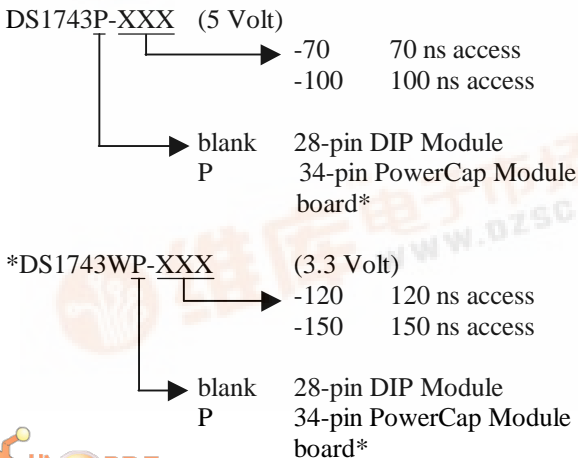 DS1743P-XXX (5 Volt)
-70 70 ns access
-100 100 ns access
blank 28-pin DIP Module
P 34-pin PowerCap Module
board*
*DS1743WP-XXX (3.3 Volt)
-120 120 ns access
-150 150 ns access
blank 28-pin DIP Module
P 34-pin PowerCap Module
board*